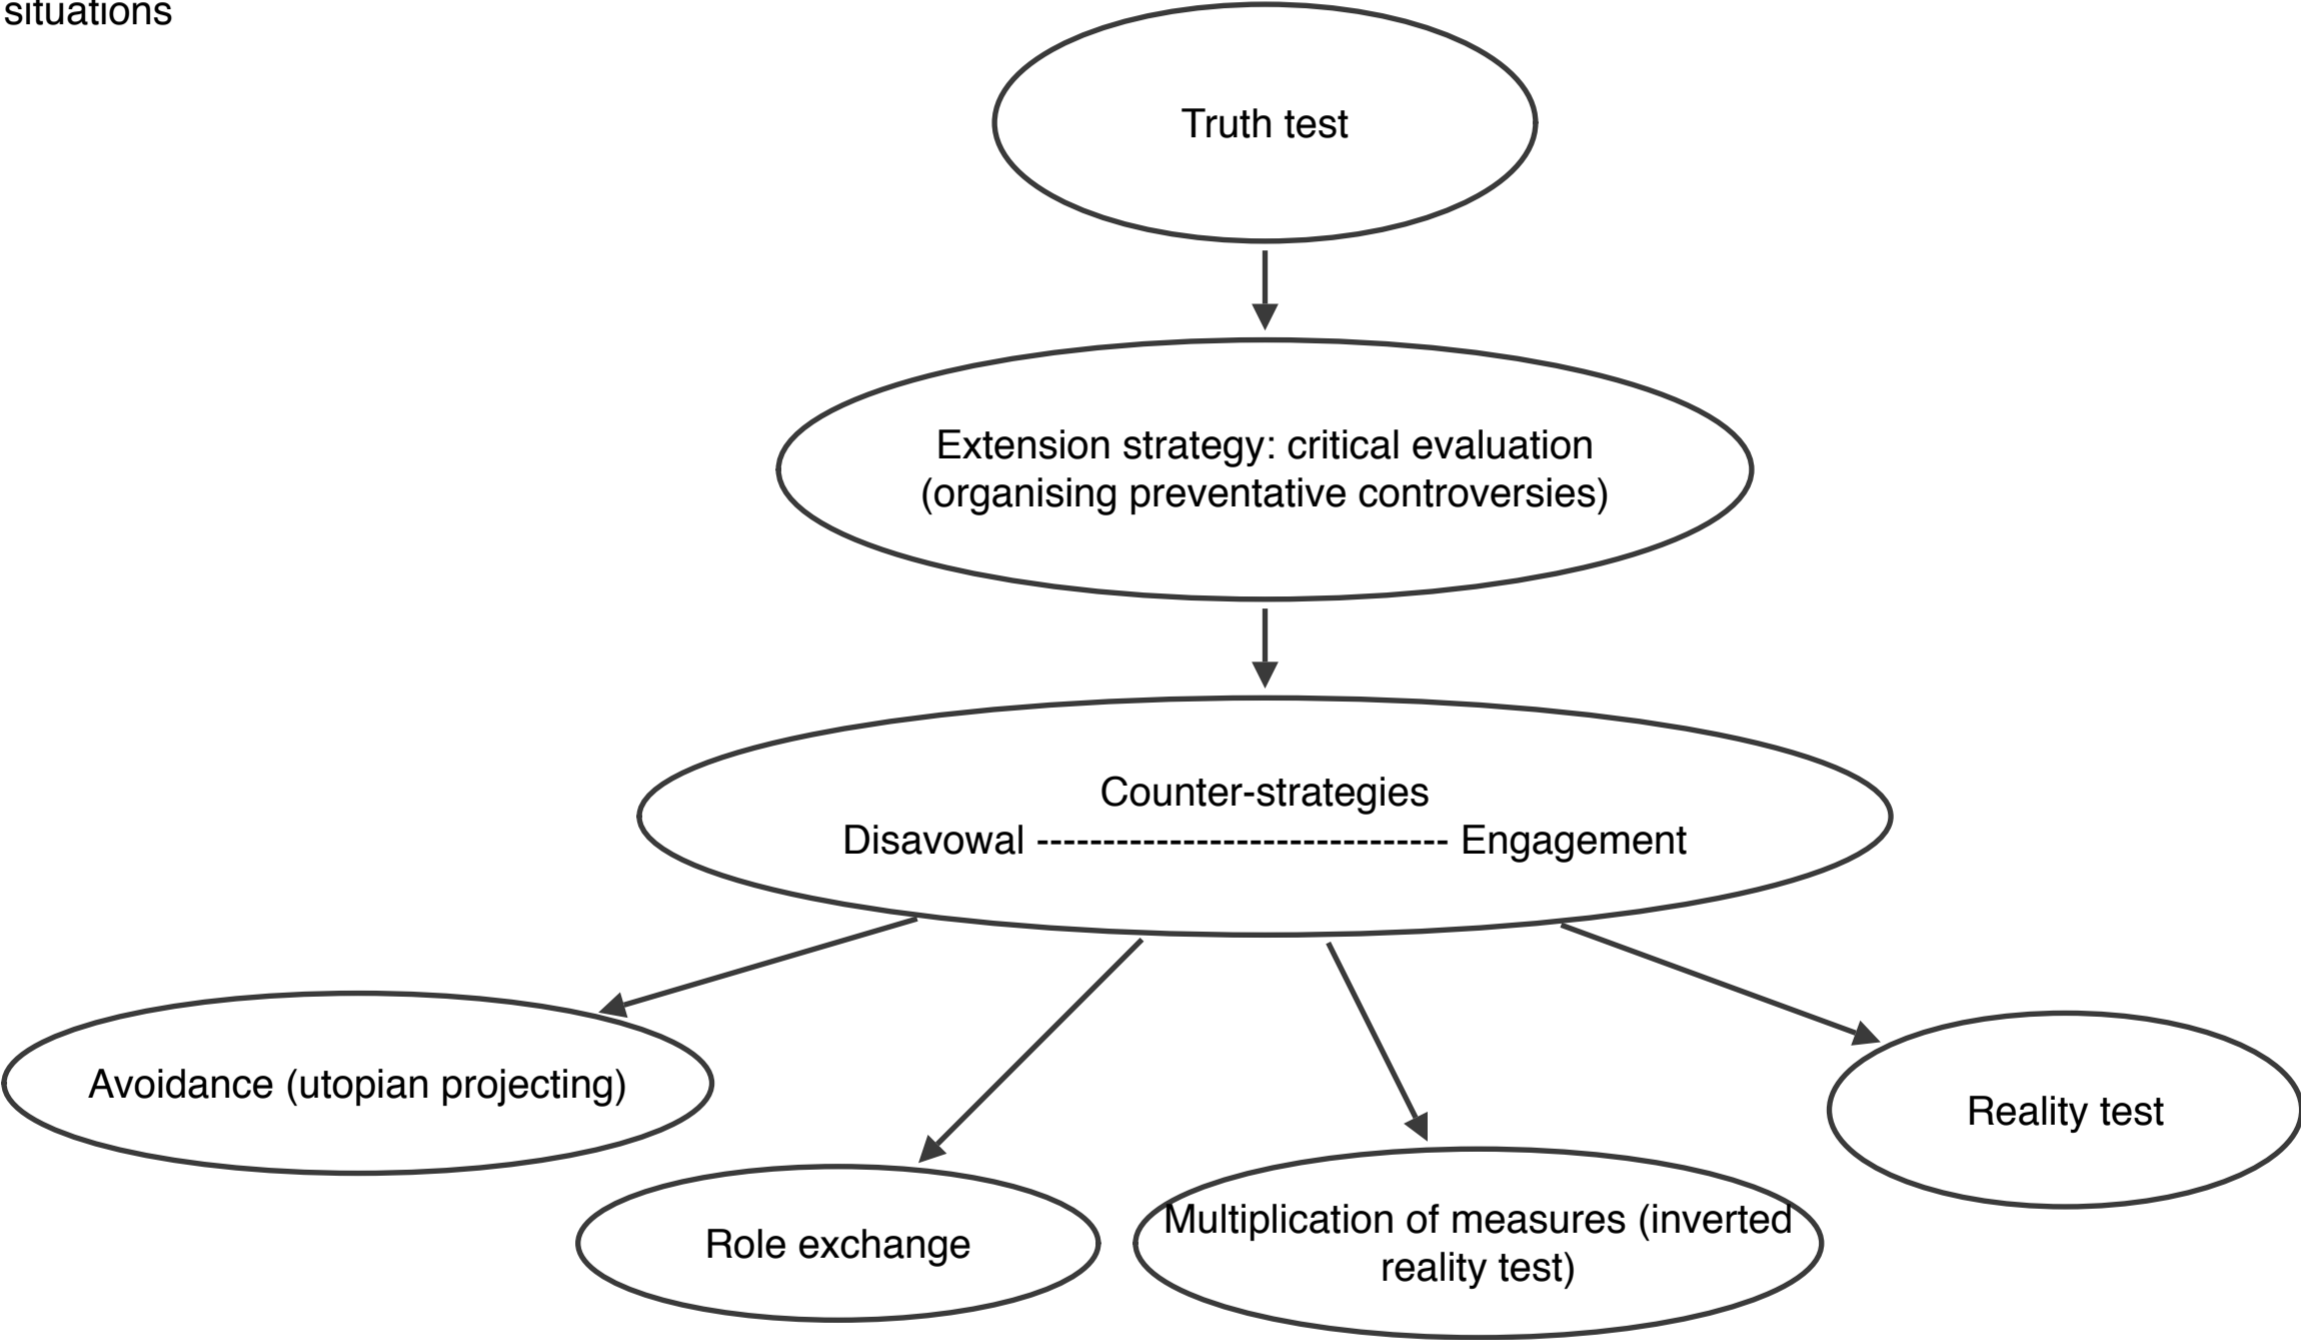 situations
Truth test
Extension strategy: critical evaluation
(organising preventative controversies)
Counter-strategies
Disavowal ------------------------------- Engagement
Avoidance (utopian projecting)
Reality test
Role exchange
Multiplication of measures (inverted
reality test)